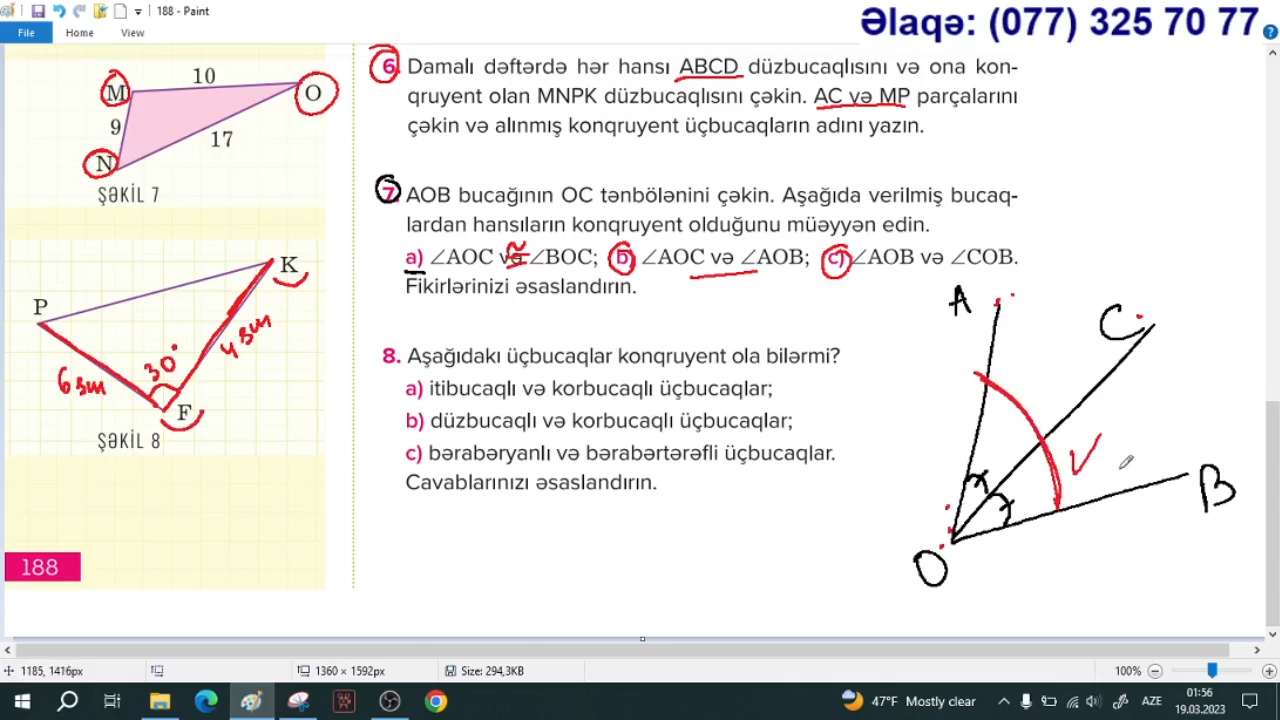 188 - Paint
Əlaqə: (077) 325 70 77
File Home View
10
M
O
9
17
N
ŞƏKİL 7
K
P
4 sm
30°
6 sm
F
ŞƏKİL 8
188
6. Damalı dəftərdə hər hansı ABCD düzbucaqlısını və ona kon-
qruyent olan MNPK düzbucaqlısını çəkin. AC və MP parçalarını
çəkin və alınmış konqruyent üçbucaqların adını yazın.
7. AOB bucağının OC tənbölənini çəkin. Aşağıda verilmiş bucaq-
lardan hansıların konqruyent olduğunu müəyyən edin.
a) ∠AOC və ≅ ∠BOC; b) ∠AOC və ∠AOB; c) ∠AOB və ∠COB.
Fikirlərinizi əsaslandırın.
8. Aşağıdakı üçbucaqlar konqruyent ola bilərmi?
a) itibucaqlı və korbucaqlı üçbucaqlar;
b) düzbucaqlı və korbucaqlı üçbucaqlar;
c) bərabəryanlı və bərabərtərəfli üçbucaqlar.
Cavablarınızı əsaslandırın.
A
C
B
O
1185, 1416px
1360 × 1592px
Size: 294,3KB
100%
47°F Mostly clear
AZE
01:56
19.03.2023